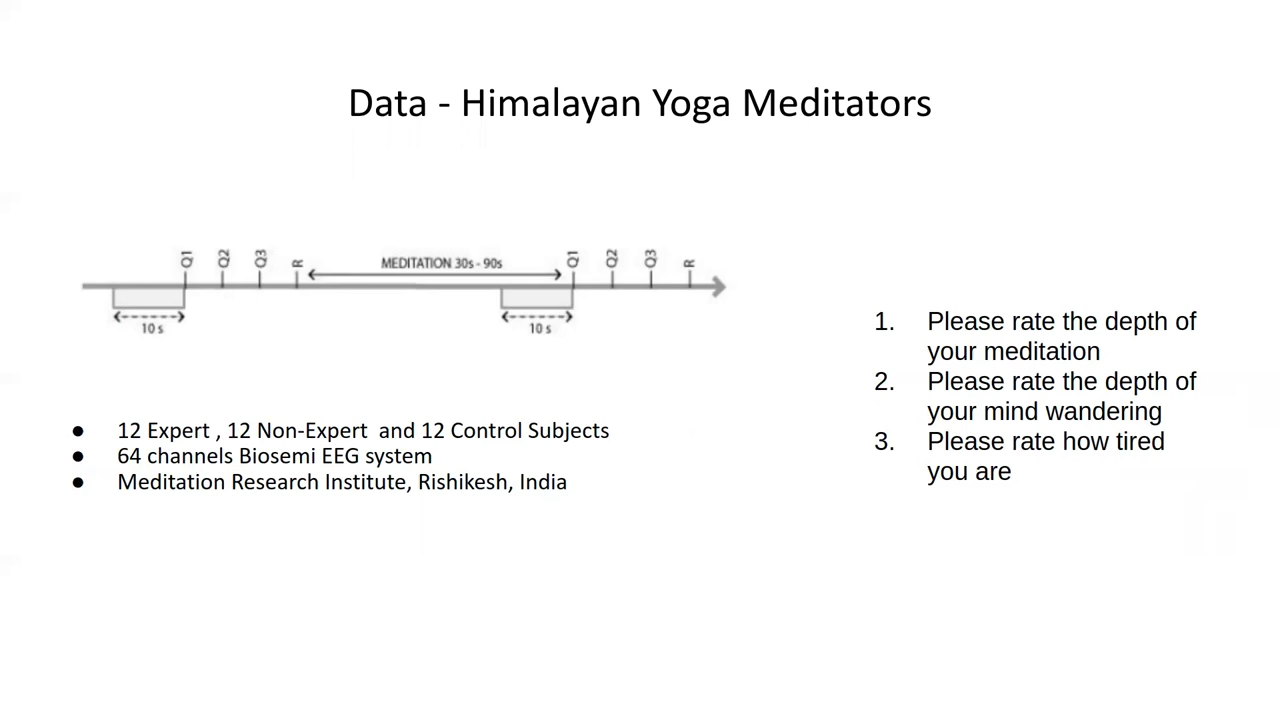 Data - Himalayan Yoga Meditators
Q1 Q2 Q3 R MEDITATION 30s - 90s Q1 Q2 Q3 R
10 s 10 s
12 Expert , 12 Non-Expert and 12 Control Subjects
64 channels Biosemi EEG system
Meditation Research Institute, Rishikesh, India
1. Please rate the depth of
your meditation
2. Please rate the depth of
your mind wandering
3. Please rate how tired
you are